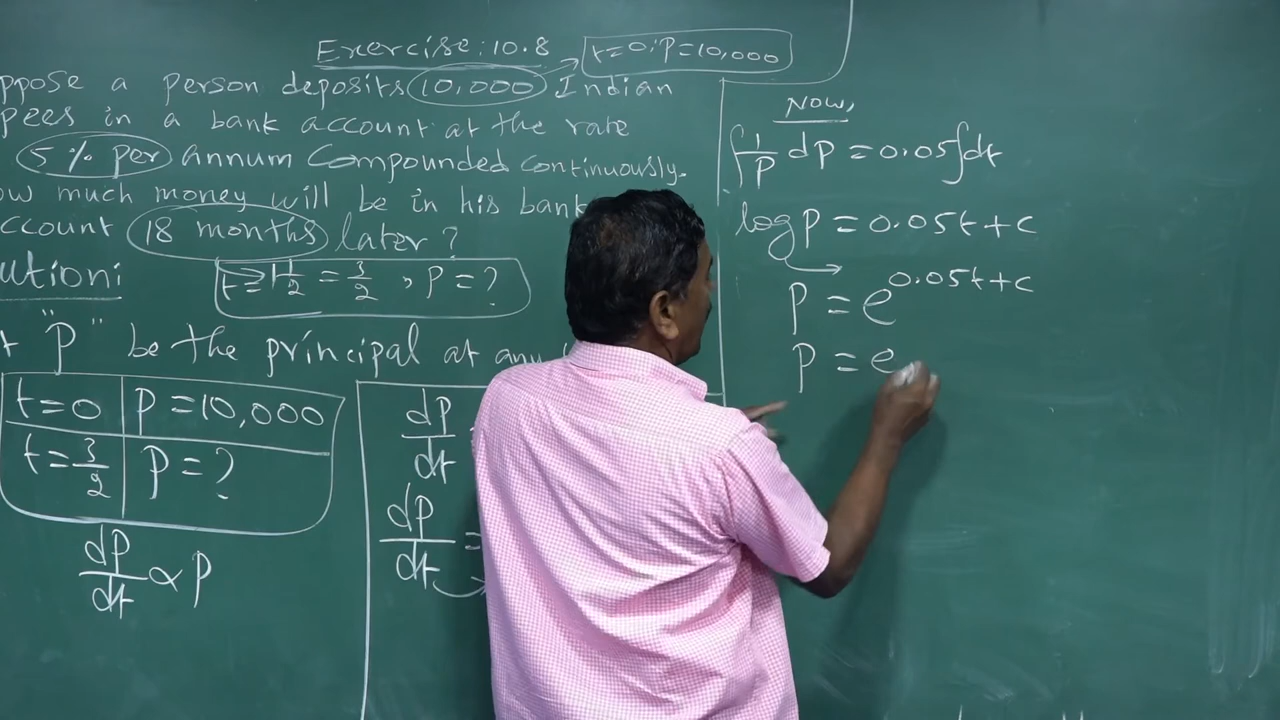 Exercise: 10.8
t=0; P=10,000
ppose a person deposits 10,000 Indian
pees in a bank account at the rate
5% per annum compounded continuously.
ow much money will be in his bank
ccount 18 months later?
ution:
t = 1 1/2 = 3/2, P = ?
t "P" be the principal at any
t=0 P=10,000
t=3/2 P=?
dP/dt ∝ P
dP/dt
dP/dt =
Now,
∫ 1/P dP = 0.05 ∫dt
log P = 0.05t + c
P = e^0.05t+c
P = e